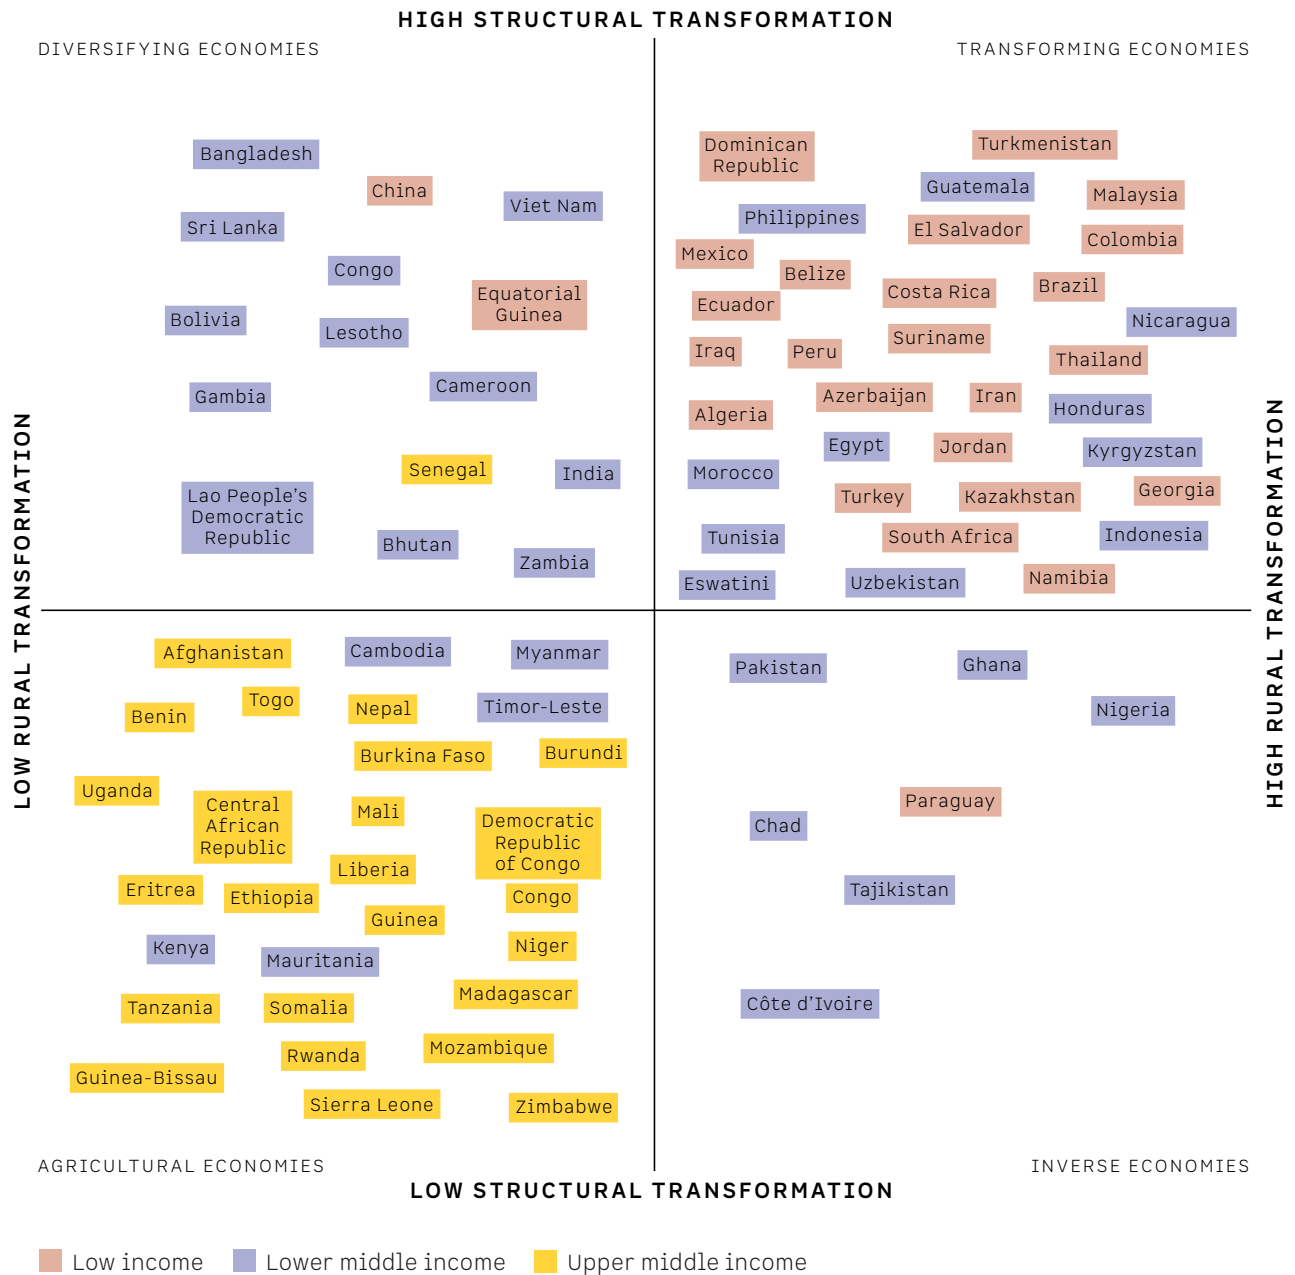 HIGH STRUCTURAL TRANSFORMATION
DIVERSIFYING ECONOMIES
TRANSFORMING ECONOMIES
LOW RURAL TRANSFORMATION
Bangladesh
China
Viet Nam
Sri Lanka
Congo
Equatorial
Guinea
Bolivia
Lesotho
Cameroon
Gambia
Senegal
India
Lao People’s
Democratic
Republic
Bhutan
Zambia
Dominican
Republic
Turkmenistan
Guatemala
Malaysia
Philippines
El Salvador
Colombia
Mexico
Belize
Costa Rica
Brazil
Ecuador
Nicaragua
Suriname
Iraq
Peru
Thailand
Azerbaijan
Iran
Honduras
Algeria
Egypt
Jordan
Kyrgyzstan
Morocco
Turkey
Kazakhstan
Georgia
Tunisia
South Africa
Indonesia
Eswatini
Uzbekistan
Namibia
HIGH RURAL TRANSFORMATION
Afghanistan
Cambodia
Myanmar
Togo
Nepal
Timor-Leste
Benin
Burkina Faso
Burundi
Uganda
Central
African
Republic
Mali
Democratic
Republic
of Congo
Liberia
Eritrea
Ethiopia
Congo
Guinea
Kenya
Mauritania
Niger
Tanzania
Somalia
Madagascar
Rwanda
Mozambique
Guinea-Bissau
Sierra Leone
Zimbabwe
Pakistan
Ghana
Nigeria
Paraguay
Chad
Tajikistan
Côte d’Ivoire
AGRICULTURAL ECONOMIES
INVERSE ECONOMIES
LOW STRUCTURAL TRANSFORMATION
Low income
Lower middle income
Upper middle income